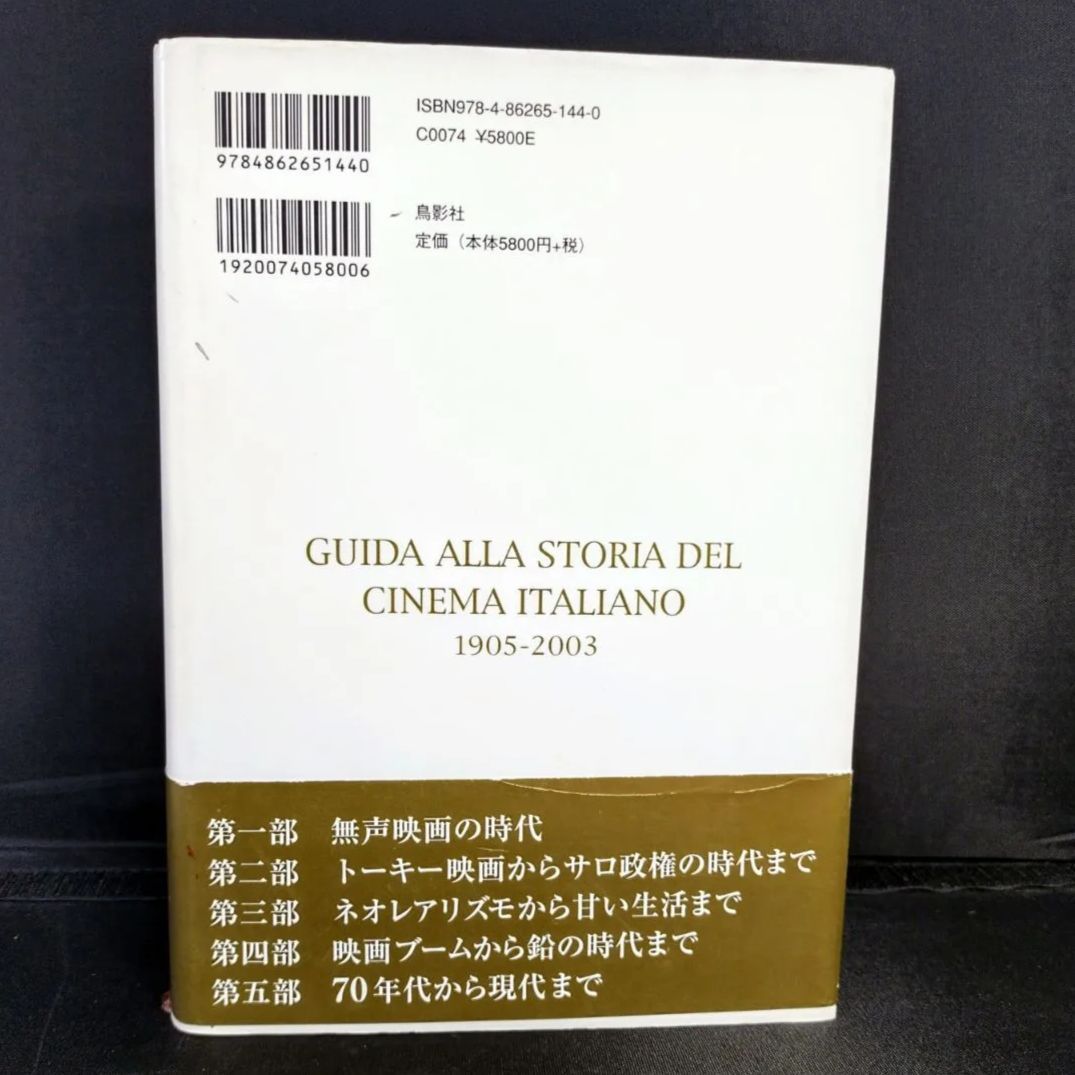 ISBN978-4-86265-144-0
C0074 ¥5800E
9784862651440
鳥影社
定価（本体5800円+税）
1920074058006
GUIDA ALLA STORIA DEL
CINEMA ITALIANO
1905-2003
第一部 無声映画の時代
第二部 トーキー映画からサロ政権の時代まで
第三部 ネオレアリズモから甘い生活まで
第四部 映画ブームから鉛の時代まで
第五部 70年代から現代まで